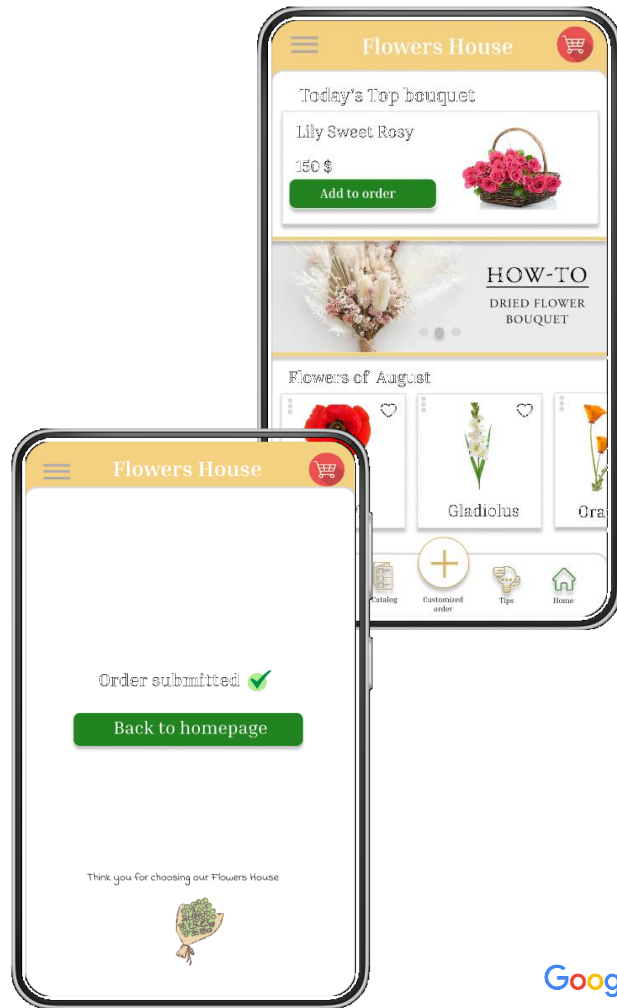 Flowers House
Today's Top bouquet
Lily Sweet Rosy
150 $
Add to order
HOW-TO
DRIED FLOWER
BOUQUET
Flowers of August
Gladiolus
Ora
Catalog
Customized
order
Tips
Home
Flowers House
Order submitted
Back to homepage
Think you for choosing our Flowers House
Goog